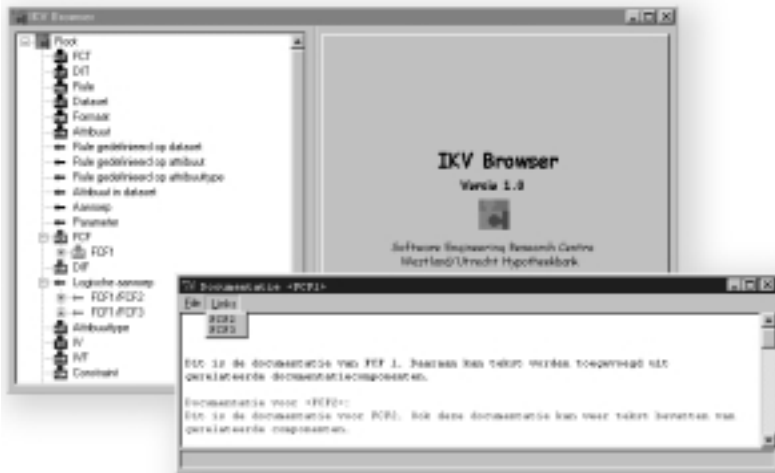 IKV Browser
Root
FCT
DIT
Rule
Dataset
Formaat
Attribuut
Rule gedefinieerd op dataset
Rule gedefinieerd op attribuut
Rule gedefinieerd op attribuuttype
Attribuut in dataset
Aanroep
Parameter
FCF
FCF1
DIF
Logische aanroep
FCF1/FCF2
FCF1/FCF3
Attribuuttype
IV
IVF
Constraint
IKV Browser
Versie 1.0
Software Engineering Research Centre
Westland/Utrecht Hypotheekbank
Documentatie <FCF1>
File Links
FCF2
FCF3
Dit is de documentatie van FCF 1. Daaraan kan tekst worden toegevoegd uit
gerelateerde documentatiecomponenten.
Documentatie voor <FCF2>:
Dit is de documentatie voor FCF2. Ook deze documentatie kan weer tekst bevatten van
gerelateerde componenten.